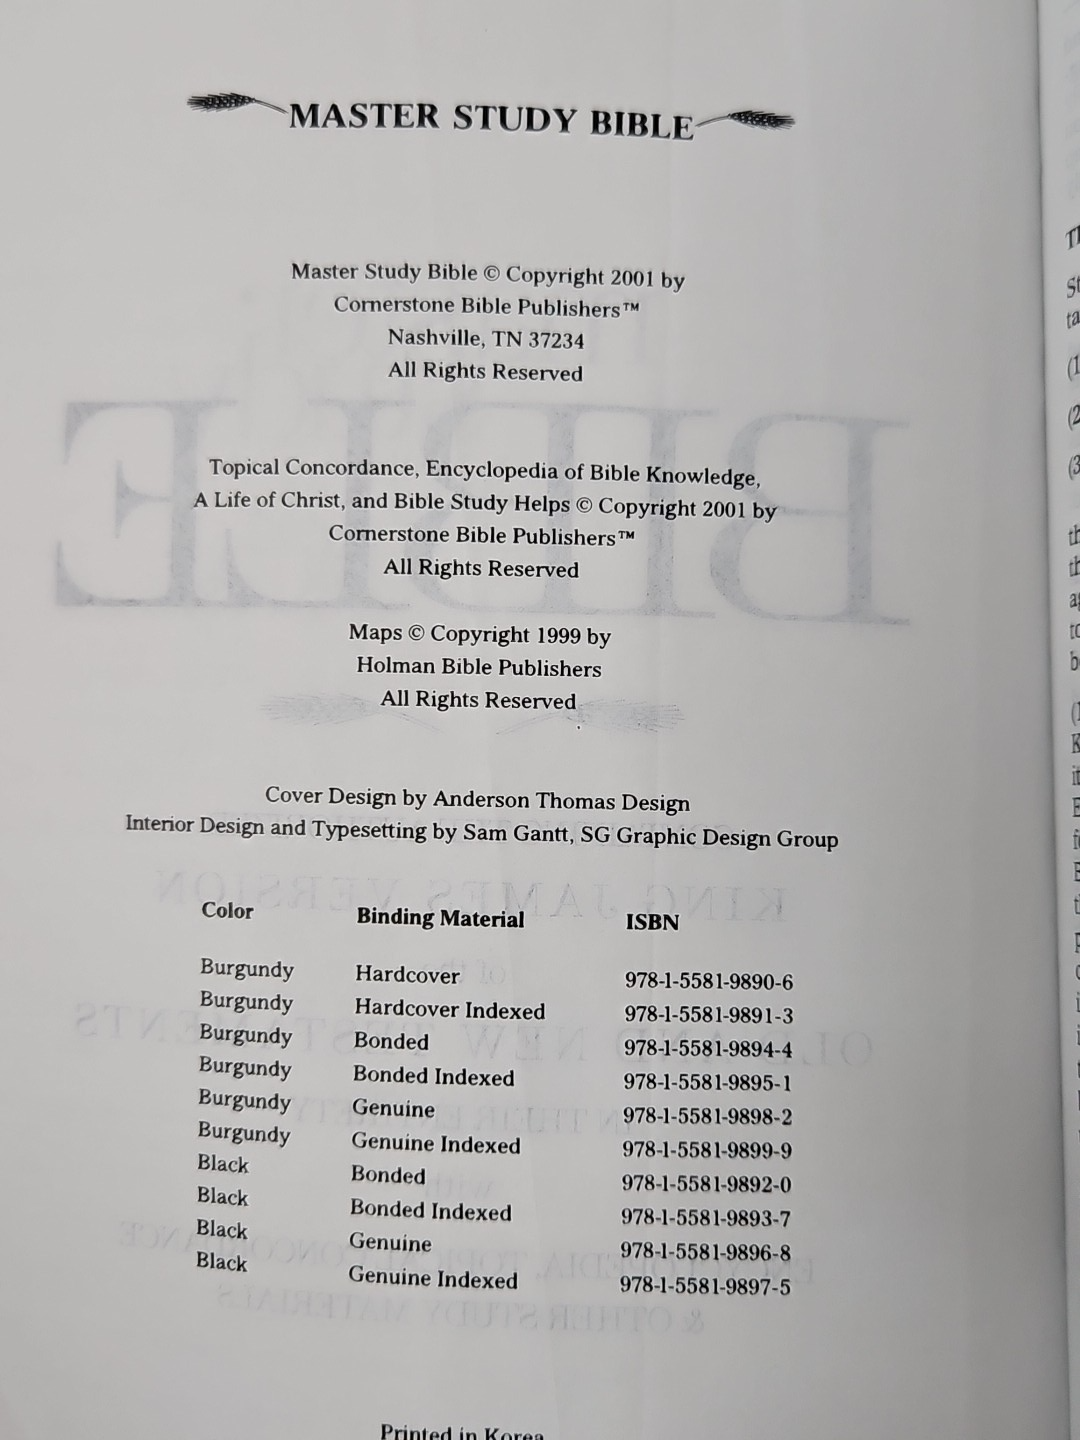 MASTER STUDY BIBLE
Master Study Bible © Copyright 2001 by
Cornerstone Bible Publishers™
Nashville, TN 37234
All Rights Reserved
Topical Concordance, Encyclopedia of Bible Knowledge,
A Life of Christ, and Bible Study Helps © Copyright 2001 by
Cornerstone Bible Publishers™
All Rights Reserved
Maps © Copyright 1999 by
Holman Bible Publishers
All Rights Reserved
Cover Design by Anderson Thomas Design
Interior Design and Typesetting by Sam Gantt, SG Graphic Design Group
Color Binding Material ISBN
Burgundy Hardcover 978-1-5581-9890-6
Burgundy Hardcover Indexed 978-1-5581-9891-3
Burgundy Bonded 978-1-5581-9894-4
Burgundy Bonded Indexed 978-1-5581-9895-1
Burgundy Genuine 978-1-5581-9898-2
Burgundy Genuine Indexed 978-1-5581-9899-9
Black Bonded 978-1-5581-9892-0
Black Bonded Indexed 978-1-5581-9893-7
Black Genuine 978-1-5581-9896-8
Black Genuine Indexed 978-1-5581-9897-5
Printed in Korea